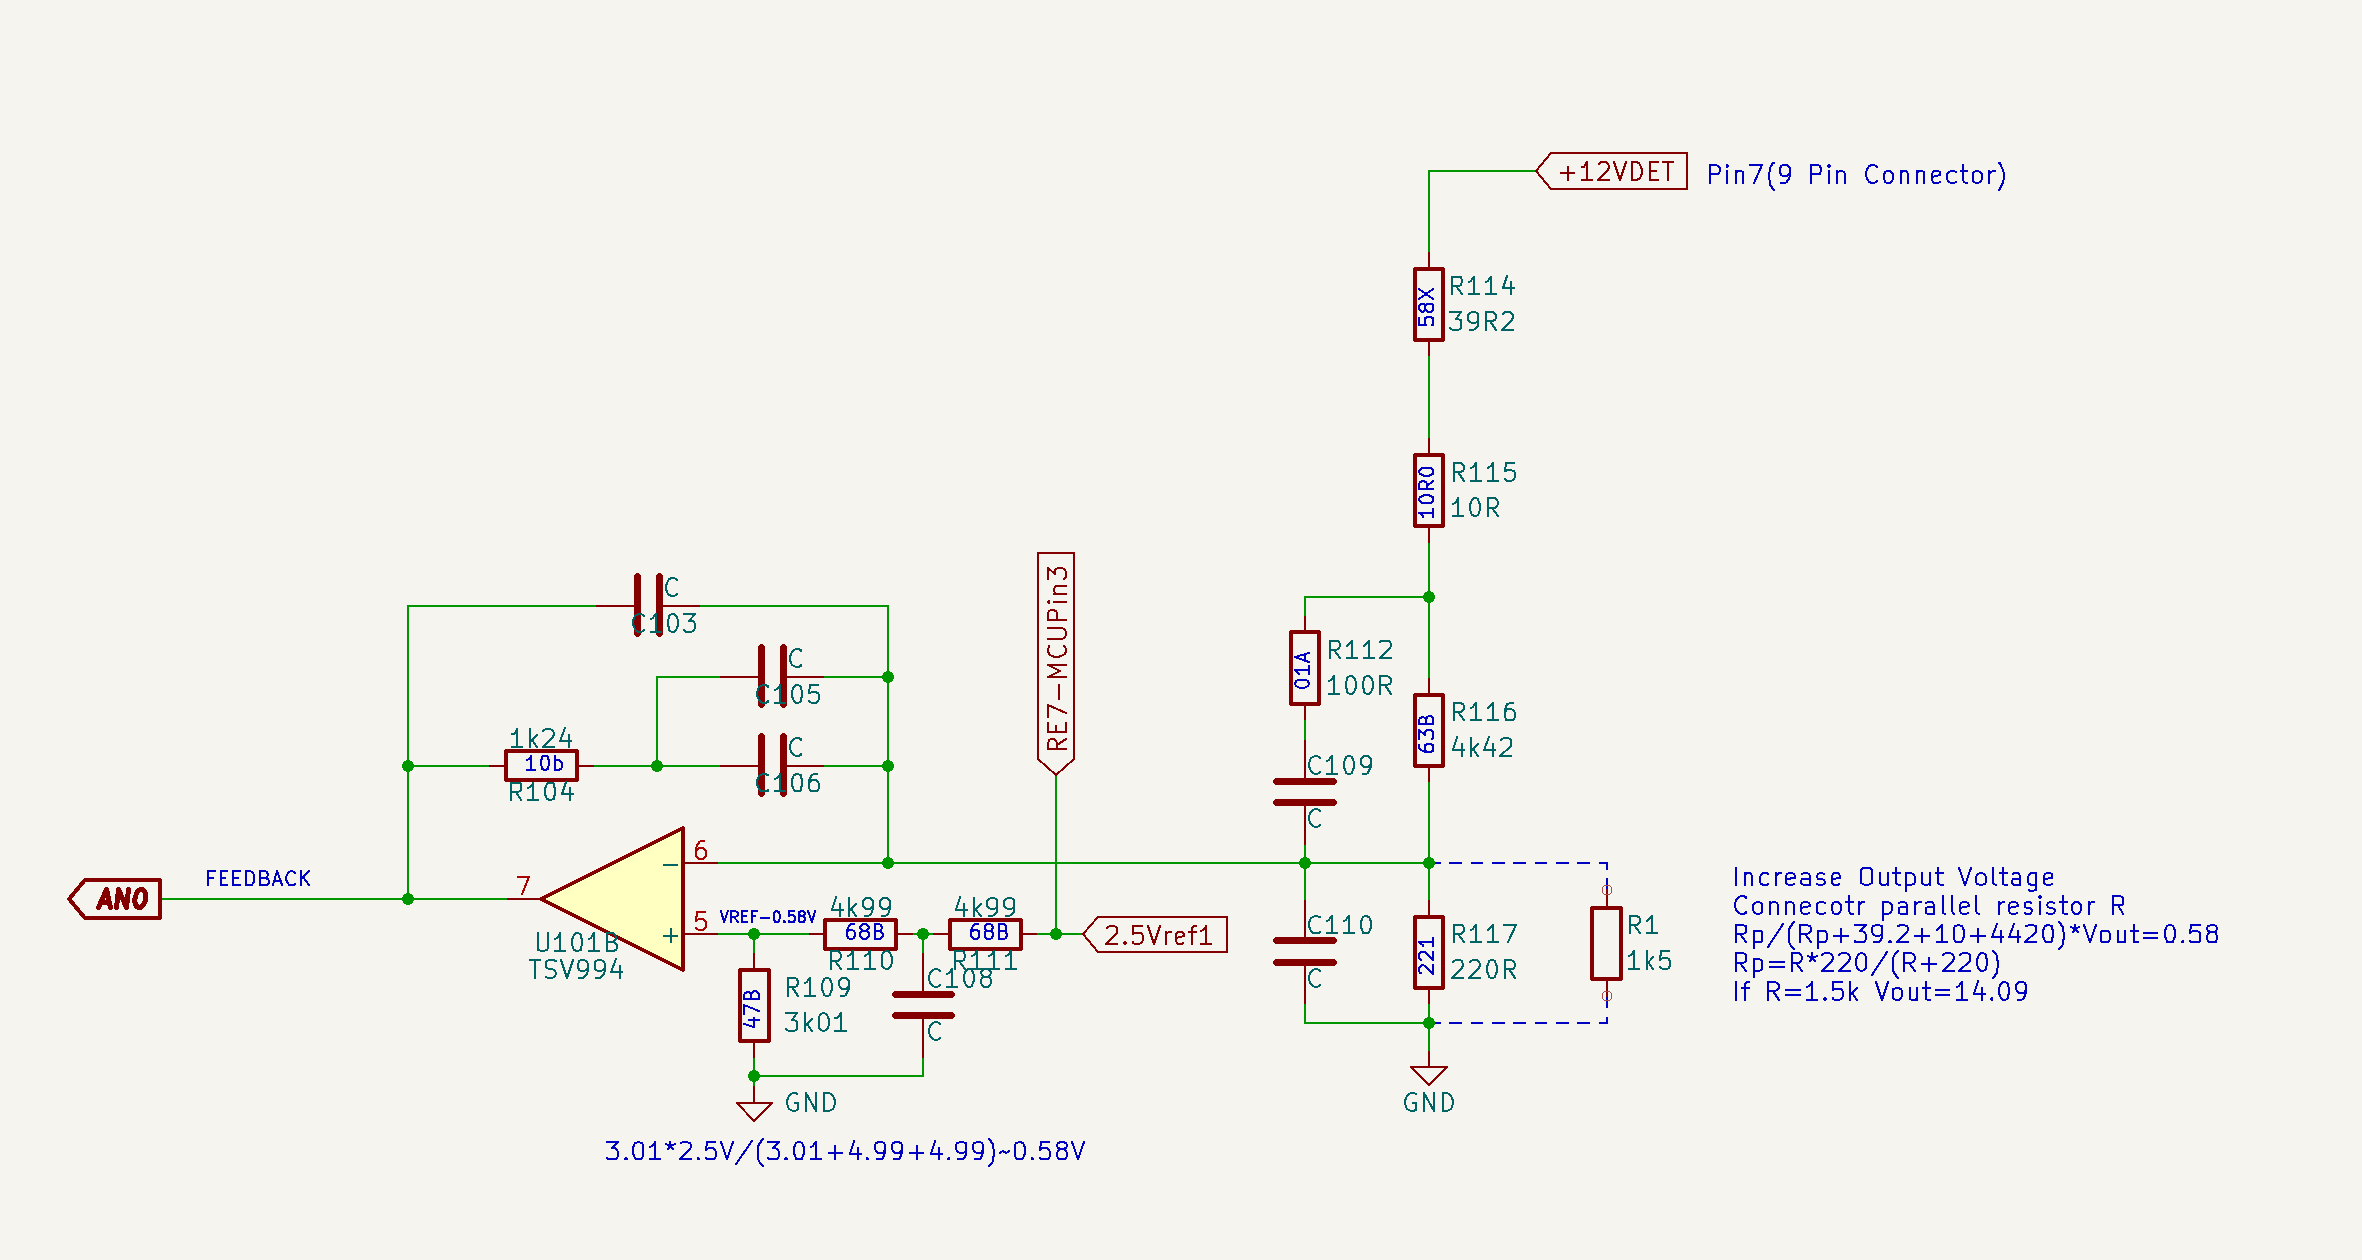 +12VDET
Pin7(9 Pin Connector)
58X
R114
39R2
10R0
R115
10R
RE7-MCUPin3
C
C103
C
C105
1k24
10b
R104
C
C106
01A
R112
100R
63B
R116
4k42
C109
C
ANO
FEEDBACK
7
6
-
5
+
U101B
TSV994
VREF-0.58V
4k99
68B
R110
4k99
68B
R111
2.5Vref1
C108
C
47B
R109
3k01
GND
3.01*2.5V/(3.01+4.99+4.99)~0.58V
C110
C
221
R117
220R
GND
R1
1k5
Increase Output Voltage
Connecotr parallel resistor R
Rp/(Rp+39.2+10+4420)*Vout=0.58
Rp=R*220/(R+220)
If R=1.5k Vout=14.09